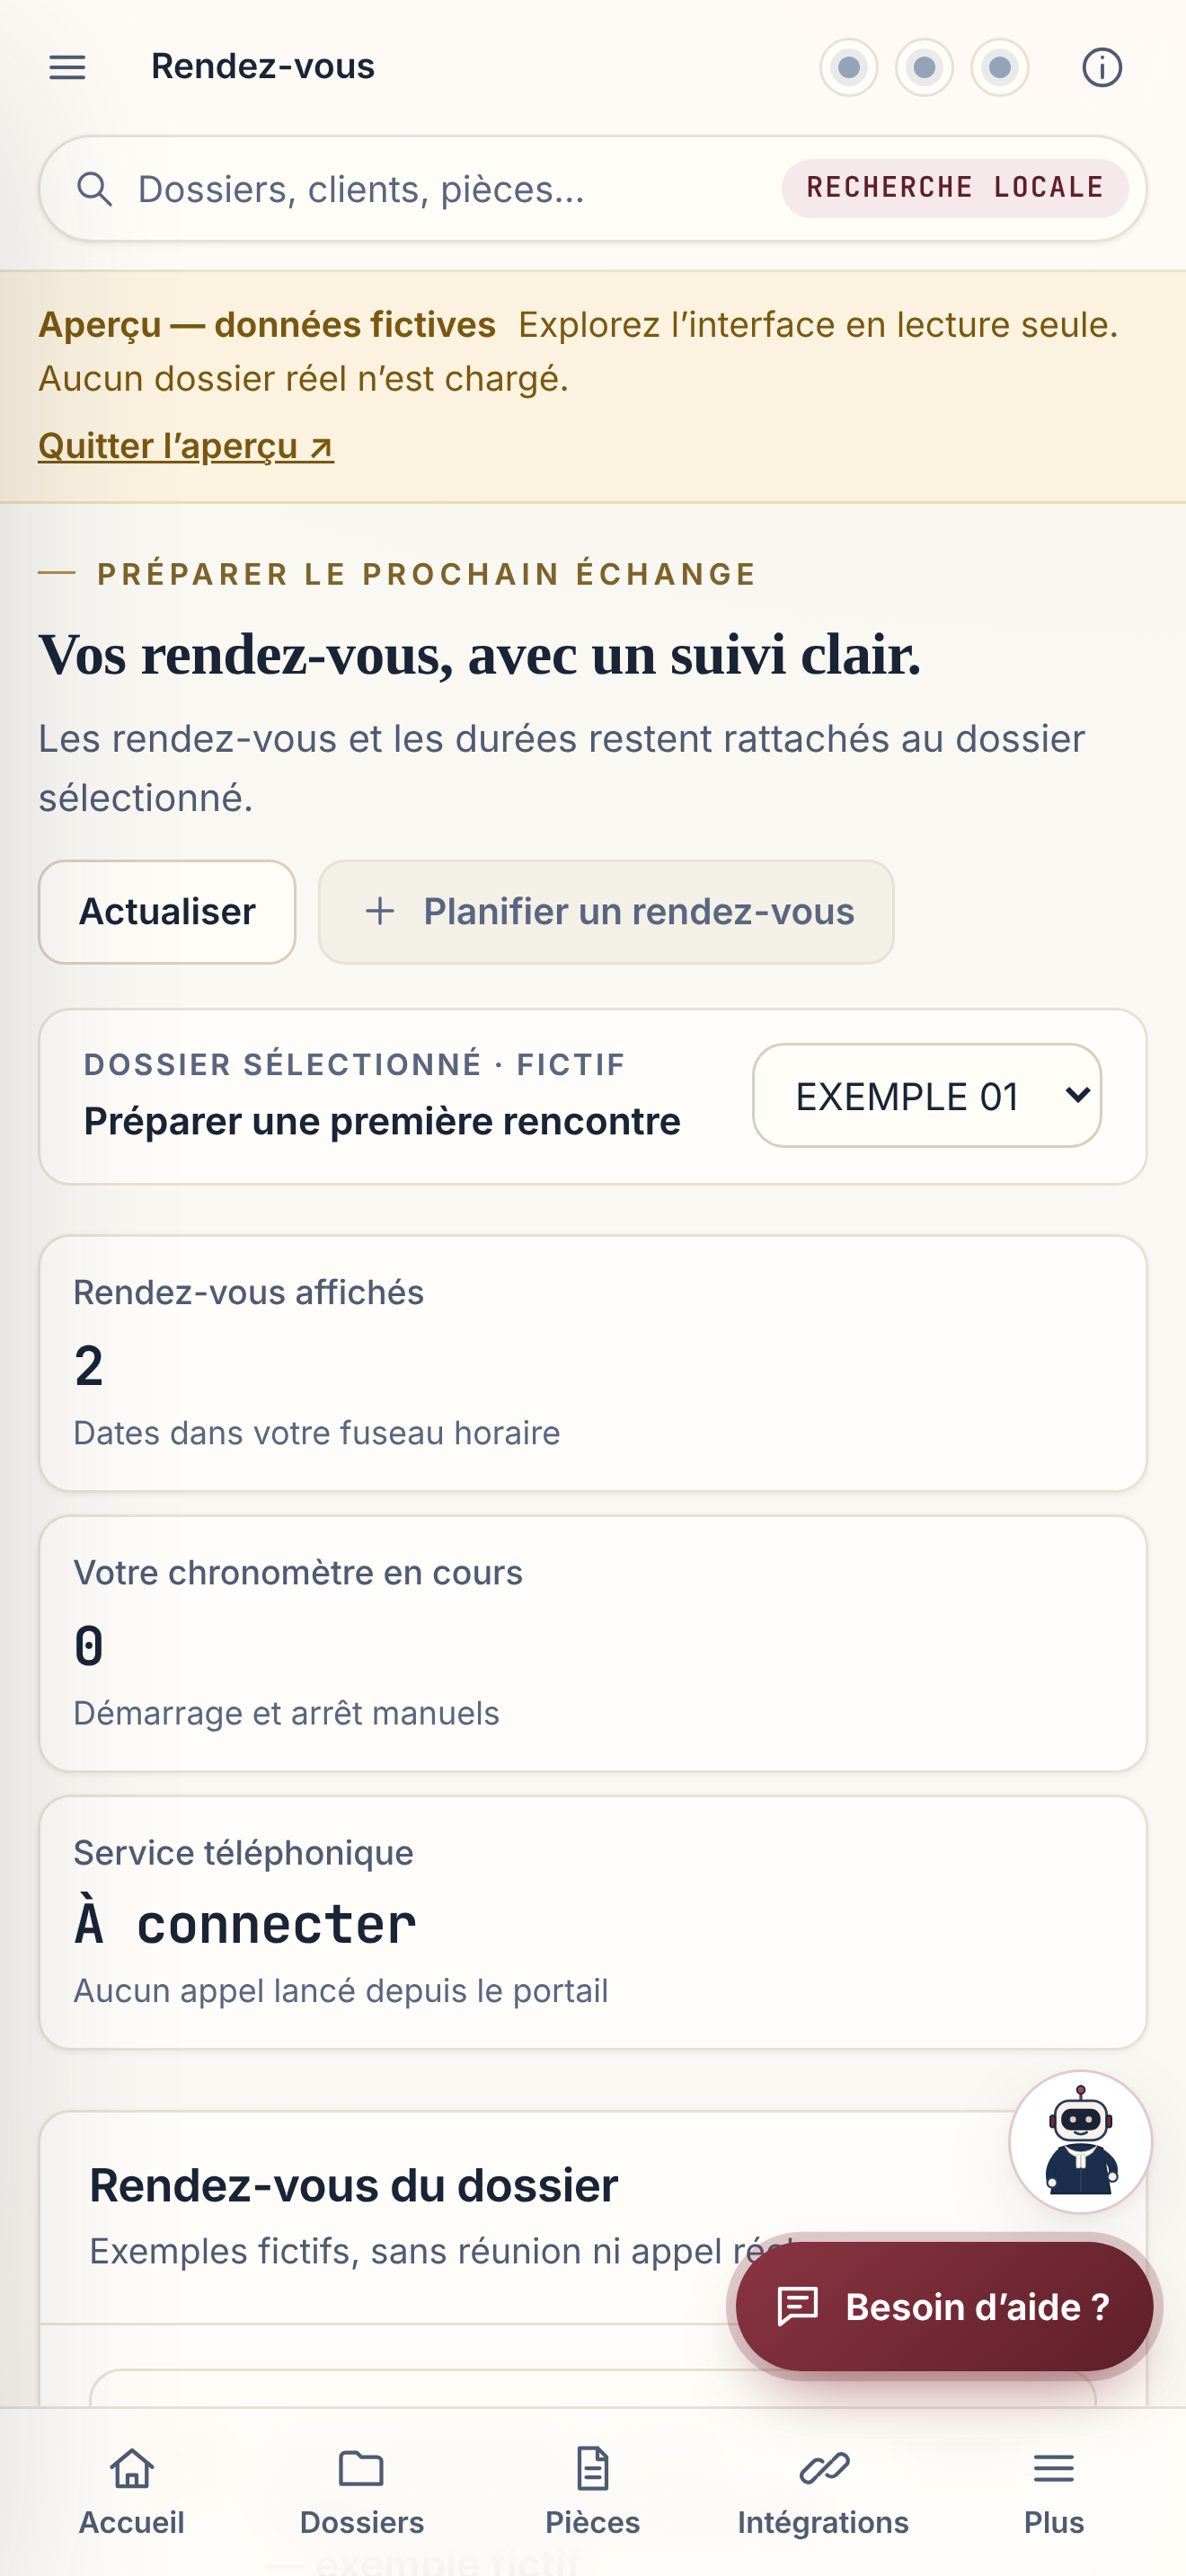 Rendez-vous
Dossiers, clients, pièces...
RECHERCHE LOCALE
Aperçu — données fictives Explorez l’interface en lecture seule.
Aucun dossier réel n’est chargé.
Quitter l’aperçu ↗
PRÉPARER LE PROCHAIN ÉCHANGE
Vos rendez-vous, avec un suivi clair.
Les rendez-vous et les durées restent rattachés au dossier
sélectionné.
Actualiser
+ Planifier un rendez-vous
DOSSIER SÉLECTIONNÉ · FICTIF
Préparer une première rencontre
EXEMPLE 01
Rendez-vous affichés
2
Dates dans votre fuseau horaire
Votre chronomètre en cours
0
Démarrage et arrêt manuels
Service téléphonique
À connecter
Aucun appel lancé depuis le portail
Rendez-vous du dossier
Exemples fictifs, sans réunion ni appel
Besoin d’aide ?
Accueil
Dossiers
Pièces
Intégrations
Plus
— exemple fictif